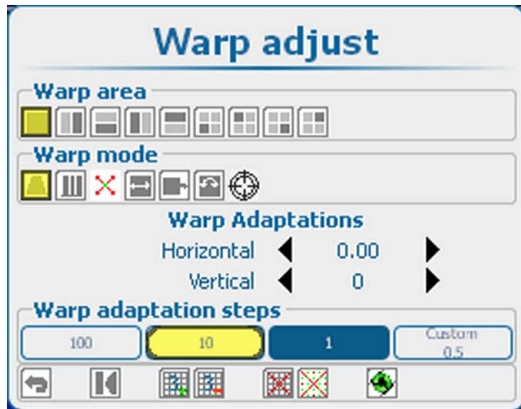 Warp adjust
Warp area
Warp mode
Warp Adaptations
Horizontal 0.00
Vertical 0
Warp adaptation steps
100 10 1 Custom
0.5